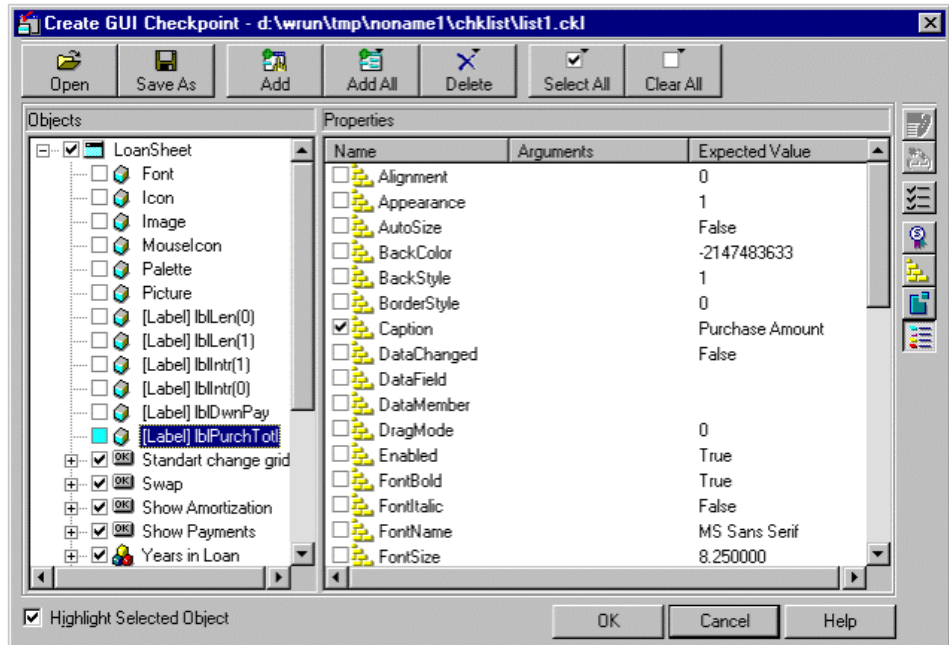 Create GUI Checkpoint - d:\wrun\tmp\noname1\chklist\list1.ckl
Open Save As Add Add All Delete Select All Clear All
Objects
LoanSheet
Font
Icon
Image
MouseIcon
Palette
Picture
[Label] lblLen(0)
[Label] lblLen(1)
[Label] lblIntr(1)
[Label] lblIntr(0)
[Label] lblDwnPay
[Label] lblPurchTotl
OK Standart change grid
OK Swap
OK Show Amortization
OK Show Payments
Years in Loan
Properties
Name Arguments Expected Value
Alignment 0
Appearance 1
AutoSize False
BackColor -2147483633
BackStyle 1
BorderStyle 0
Caption Purchase Amount
DataChanged False
DataField
DataMember
DragMode 0
Enabled True
FontBold True
FontItalic False
FontName MS Sans Serif
FontSize 8.250000
Highlight Selected Object
OK Cancel Help